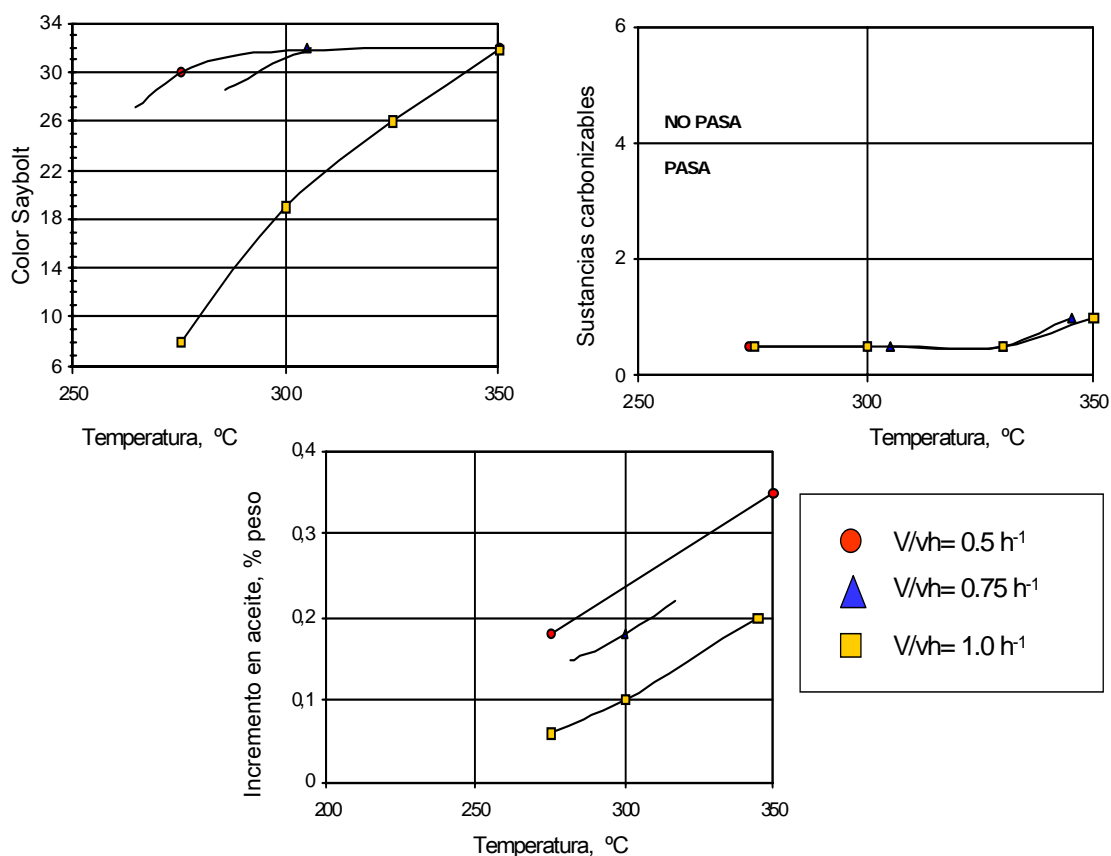 Color Saybolt
34
30
26
22
18
14
10
6
250
300
350
Temperatura, ºC
Sustancias carbonizables
6
4
2
0
NO PASA
PASA
250
300
350
Temperatura, ºC
Incremento en aceite, % peso
0,4
0,3
0,2
0,1
0
200
250
300
350
Temperatura, ºC
V/vh= 0.5 h-1
V/vh= 0.75 h-1
V/vh= 1.0 h-1